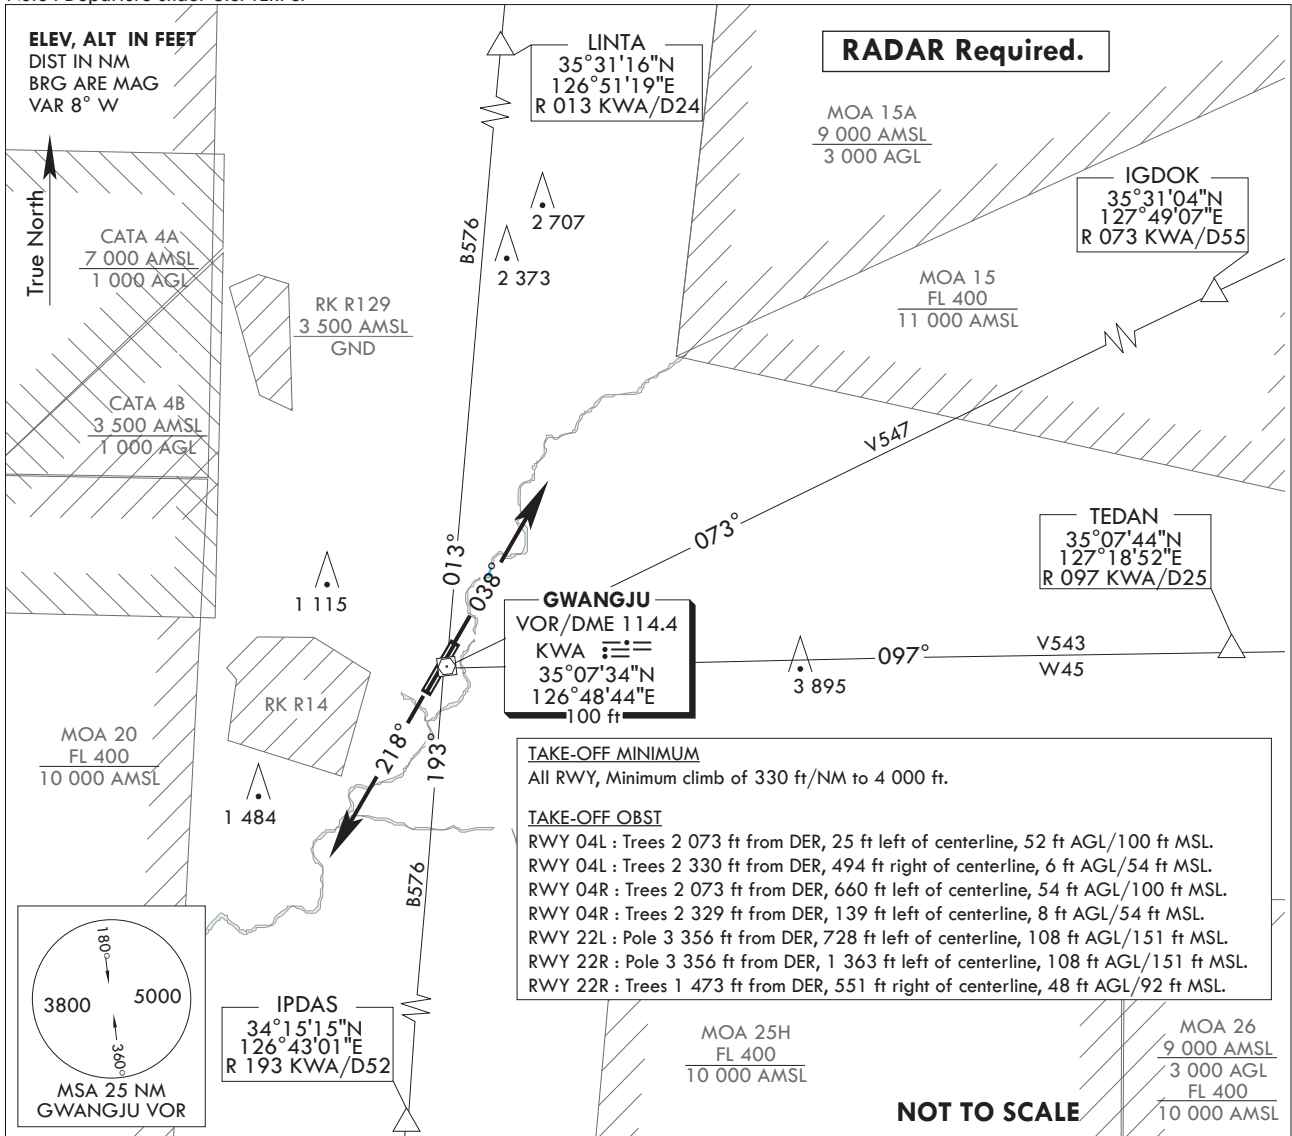 ELEV, ALT IN FEET
DIST IN NM
BRG ARE MAG
VAR 8° W
True North
LINTA
35°31'16"N
126°51'19"E
R 013 KWA/D24
RADAR Required.
MOA 15A
9 000 AMSL
3 000 AGL
IGDOK
35°31'04"N
127°49'07"E
R 073 KWA/D55
2 707
B576
2 373
CATA 4A
7 000 AMSL
1 000 AGL
RK R129
3 500 AMSL
GND
MOA 15
FL 400
11 000 AMSL
CATA 4B
3 500 AMSL
1 000 AGL
V547
073°
TEDAN
35°07'44"N
127°18'52"E
R 097 KWA/D25
013°
038°
1 115
GWANGJU
VOR/DME 114.4
KWA
35°07'34"N
126°48'44"E
100 ft
097°
V543
W45
3 895
RK R14
218°
193°
MOA 20
FL 400
10 000 AMSL
1 484
B576
TAKE-OFF MINIMUM
All RWY, Minimum climb of 330 ft/NM to 4 000 ft.
TAKE-OFF OBST
RWY 04L : Trees 2 073 ft from DER, 25 ft left of centerline, 52 ft AGL/100 ft MSL.
RWY 04L : Trees 2 330 ft from DER, 494 ft right of centerline, 6 ft AGL/54 ft MSL.
RWY 04R : Trees 2 073 ft from DER, 660 ft left of centerline, 54 ft AGL/100 ft MSL.
RWY 04R : Trees 2 329 ft from DER, 139 ft left of centerline, 8 ft AGL/54 ft MSL.
RWY 22L : Pole 3 356 ft from DER, 728 ft left of centerline, 108 ft AGL/151 ft MSL.
RWY 22R : Pole 3 356 ft from DER, 1 363 ft left of centerline, 108 ft AGL/151 ft MSL.
RWY 22R : Trees 1 473 ft from DER, 551 ft right of centerline, 48 ft AGL/92 ft MSL.
180°
3800
5000
360°
MSA 25 NM
GWANGJU VOR
IPDAS
34°15'15"N
126°43'01"E
R 193 KWA/D52
MOA 25H
FL 400
10 000 AMSL
MOA 26
9 000 AMSL
3 000 AGL
FL 400
10 000 AMSL
NOT TO SCALE